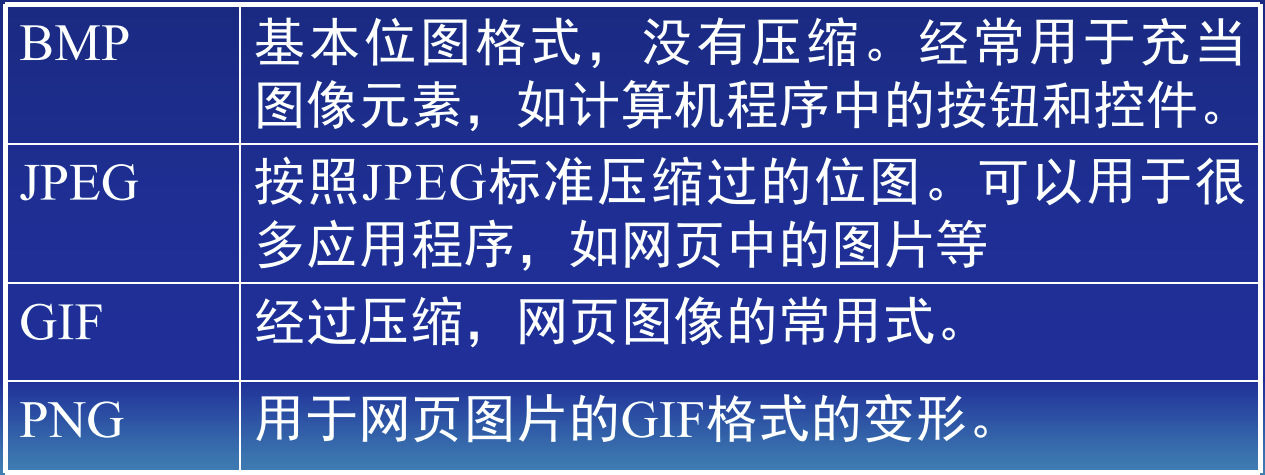 BMP
基本位图格式，没有压缩。经常用于充当
图像元素，如计算机程序中的按钮和控件。
JPEG
按照JPEG标准压缩过的位图。可以用于很
多应用程序，如网页中的图片等
GIF
经过压缩，网页图像的常用式。
PNG
用于网页图片的GIF格式的变形。